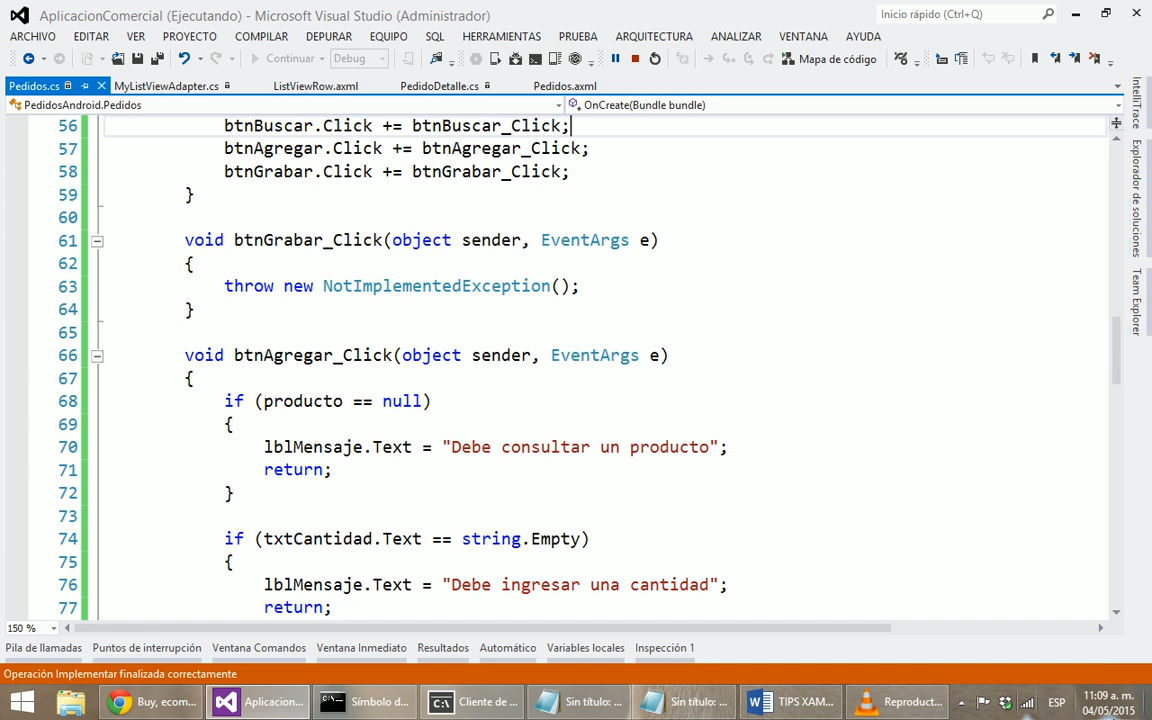 AplicacionComercial (Ejecutando) - Microsoft Visual Studio (Administrador)
Inicio rápido (Ctrl+Q)
ARCHIVO EDITAR VER PROYECTO COMPILAR DEPURAR EQUIPO SQL HERRAMIENTAS PRUEBA ARQUITECTURA ANALIZAR VENTANA AYUDA
Continuar Debug Mapa de código
Pedidos.cs MyListViewAdapter.cs ListViewRow.axml PedidoDetalle.cs Pedidos.axml
PedidosAndroid.Pedidos OnCreate(Bundle bundle)
56 btnBuscar.Click += btnBuscar_Click;
57 btnAgregar.Click += btnAgregar_Click;
58 btnGrabar.Click += btnGrabar_Click;
59 }
60
61 void btnGrabar_Click(object sender, EventArgs e)
62 {
63 throw new NotImplementedException();
64 }
65
66 void btnAgregar_Click(object sender, EventArgs e)
67 {
68 if (producto == null)
69 {
70 lblMensaje.Text = "Debe consultar un producto";
71 return;
72 }
73
74 if (txtCantidad.Text == string.Empty)
75 {
76 lblMensaje.Text = "Debe ingresar una cantidad";
77 return;
IntelliTrace
Explorador de soluciones
Team Explorer
150 %
Pila de llamadas Puntos de interrupción Ventana Comandos Ventana Inmediato Resultados Automático Variables locales Inspección 1
Operación Implementar finalizada correctamente
Buy, ecom... Aplicacion... Símbolo d... Cliente de ... Sin título: ... Sin título: ... TIPS XAM... Reproduct... ESP
11:09 a. m.
04/05/2015